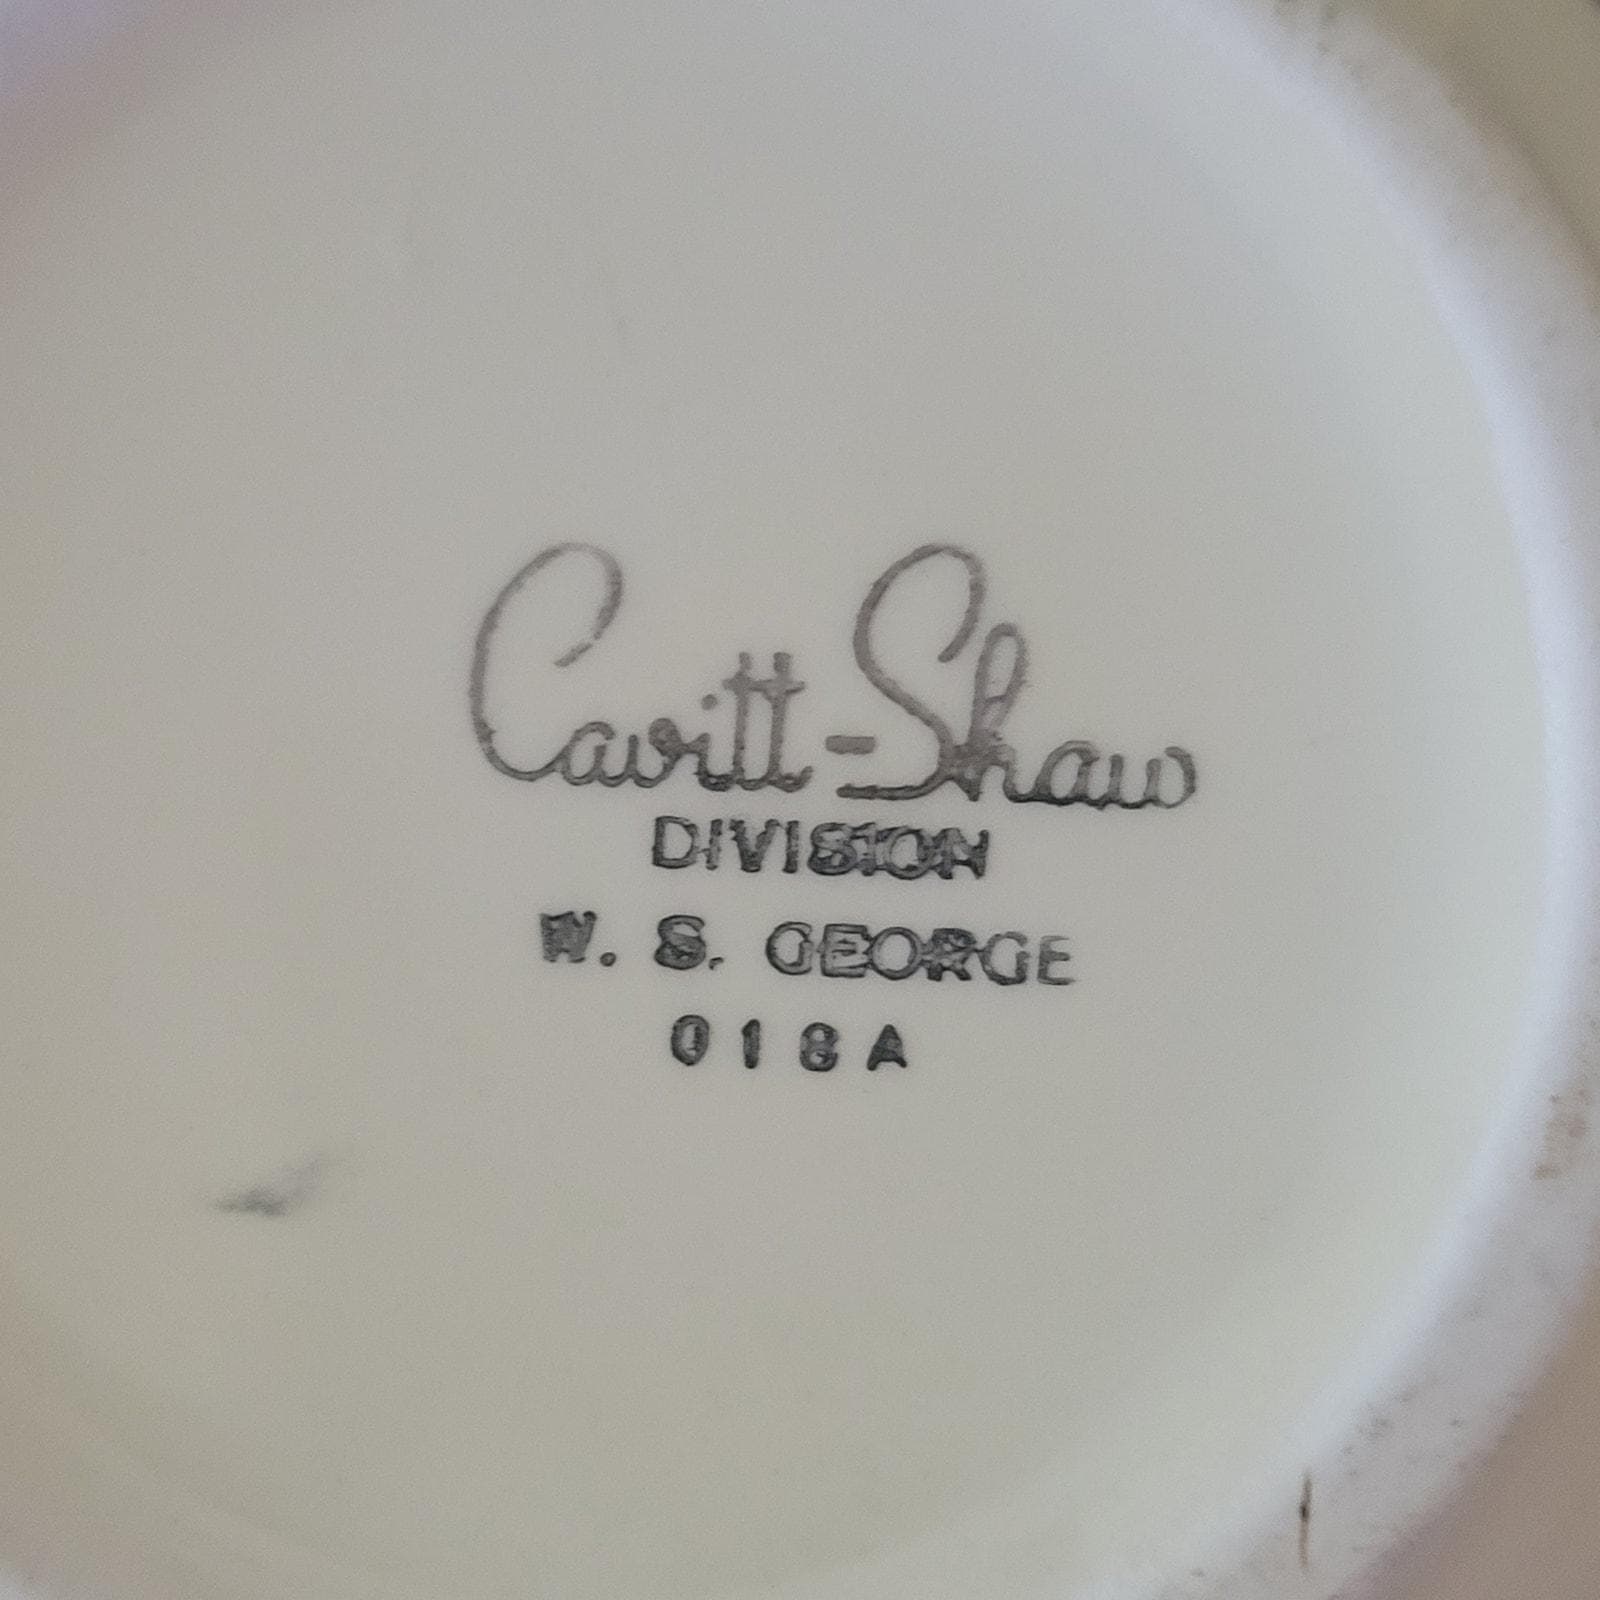 Cavitt-Shaw
DIVISION
W. S. GEORGE
018A